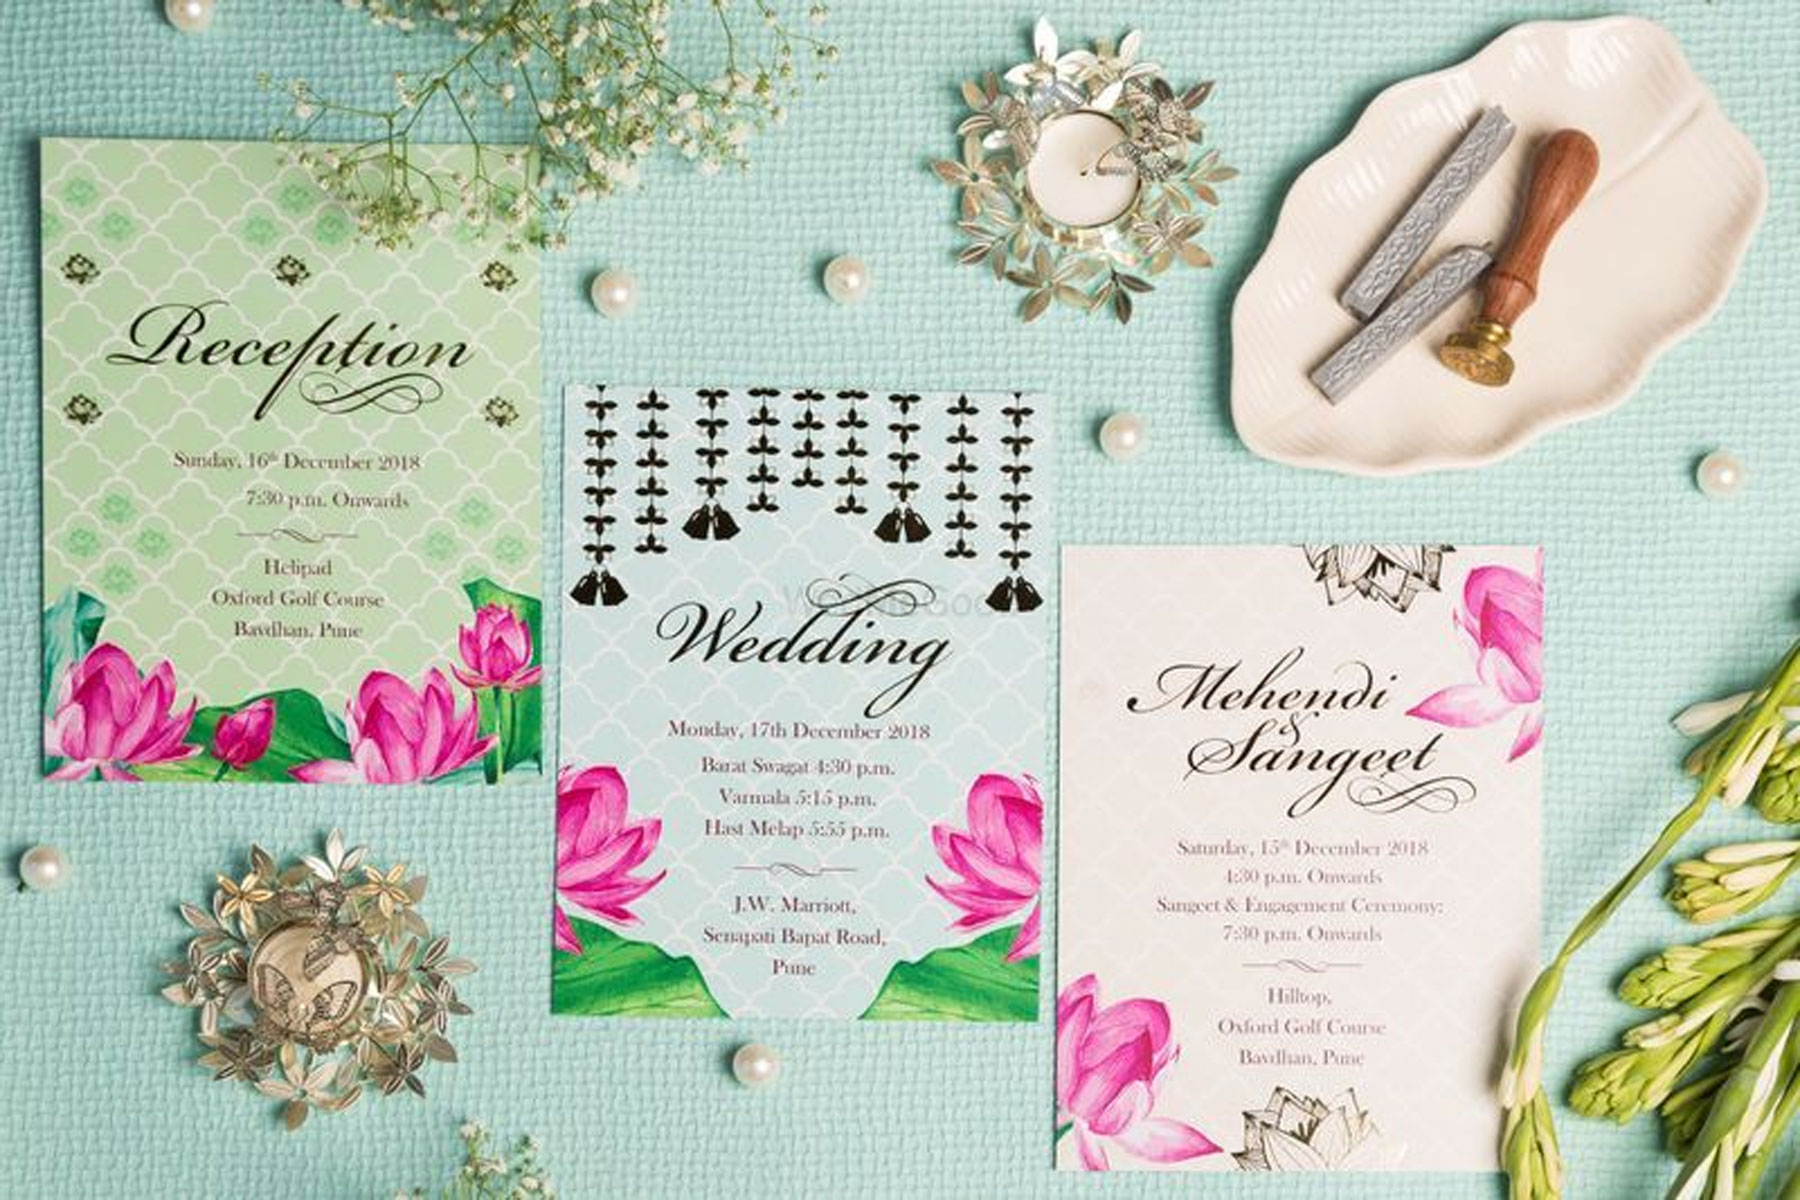 Reception
Sunday, 16th December 2018
7:30 p.m. Onwards
Helipad
Oxford Golf Course
Bavdhan, Pune
Wedding
Monday, 17th December 2018
Barat Swagat 4:30 p.m.
Varmala 5:15 p.m.
Hast Melap 5:55 p.m.
J.W. Marriott,
Senapati Bapat Road,
Pune
Mehendi
&
Sangeet
Saturday, 15th December 2018
4:30 p.m. Onwards
Sangeet & Engagement Ceremony:
7:30 p.m. Onwards
Hilltop,
Oxford Golf Course
Bavdhan, Pune